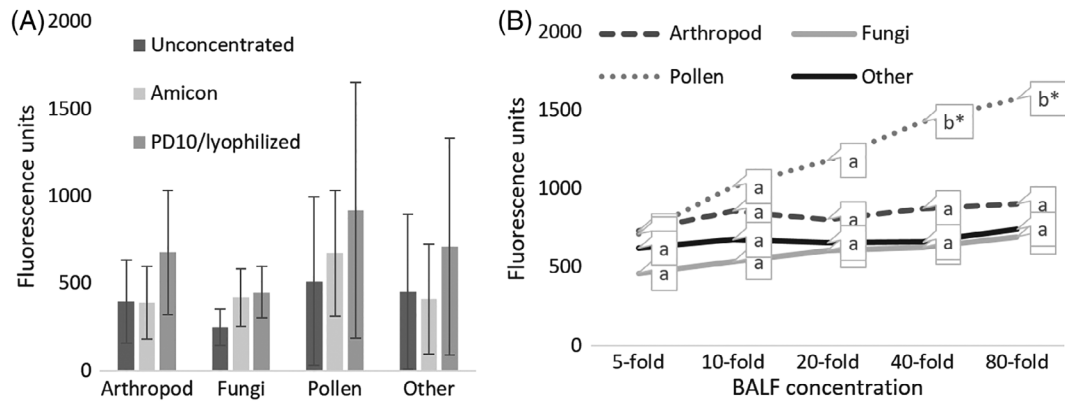 (A)
2000
1500
1000
500
0
Fluorescence units
Unconcentrated
Amicon
PD10/lyophilized
Arthropod Fungi Pollen Other
(B)
2000
1500
1000
500
0
Fluorescence units
Arthropod Fungi
Pollen Other
b* b*
a a
a a a a
a a a a a
a a
5-fold 10-fold 20-fold 40-fold 80-fold
BALF concentration